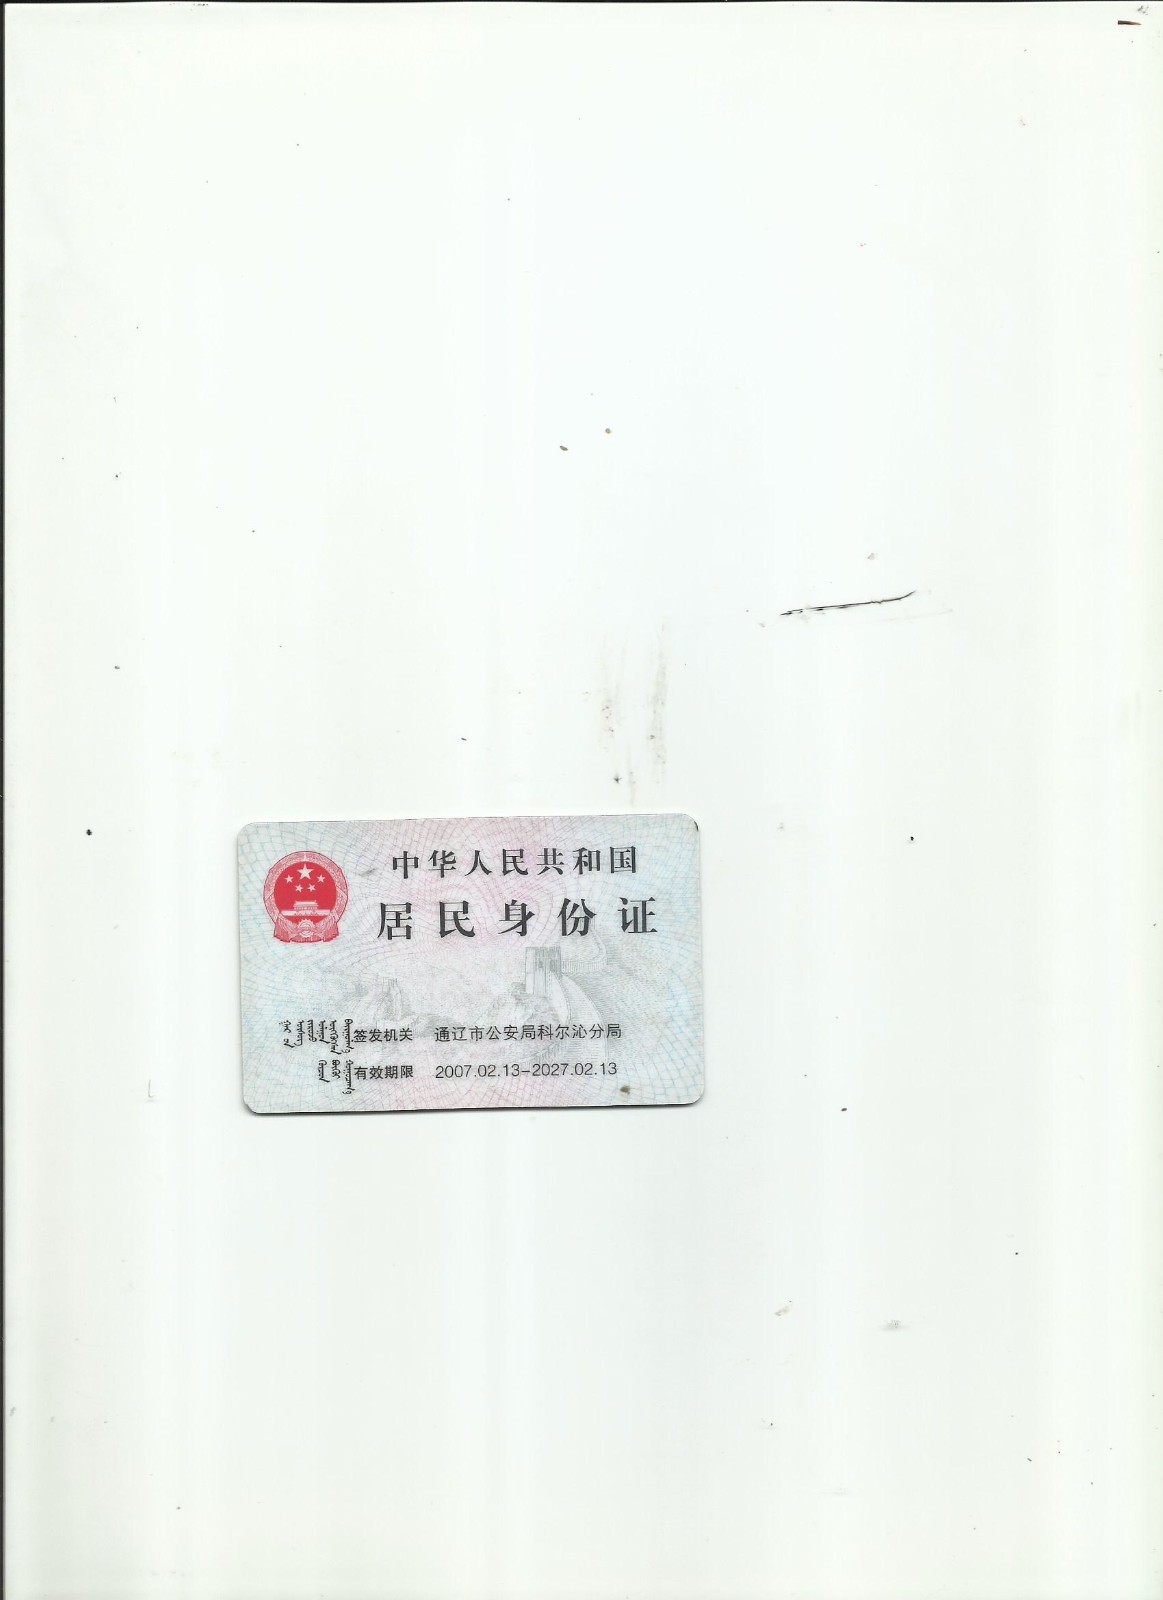 中华人民共和国
居民身份证
签发机关 通辽市公安局科尔沁分局
有效期限 2007.02.13-2027.02.13